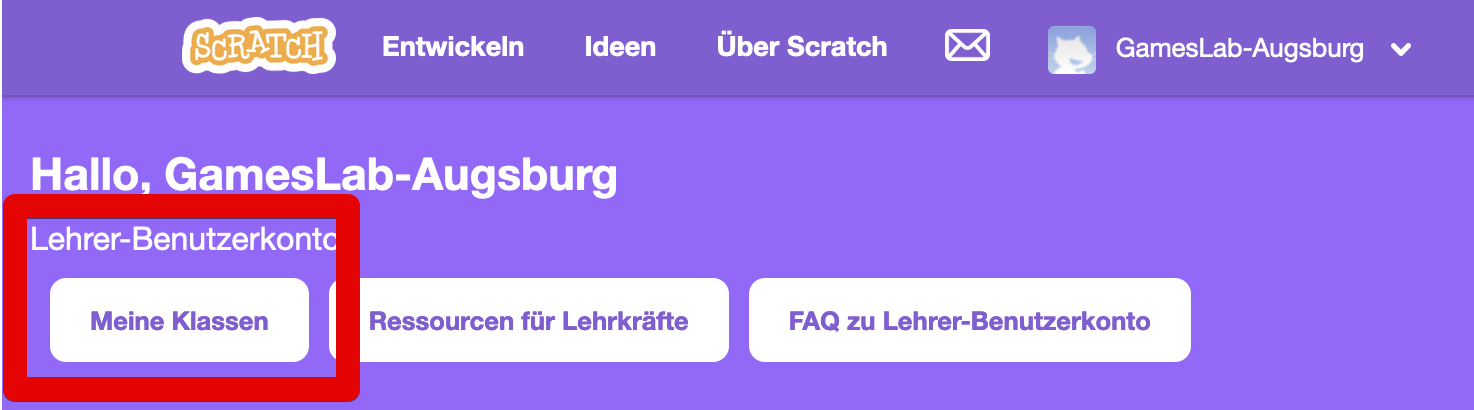 SCRATCH Entwickeln Ideen Über Scratch GamesLab-Augsburg
Hallo, GamesLab-Augsburg
Lehrer-Benutzerkonto
Meine Klassen Ressourcen für Lehrkräfte FAQ zu Lehrer-Benutzerkonto